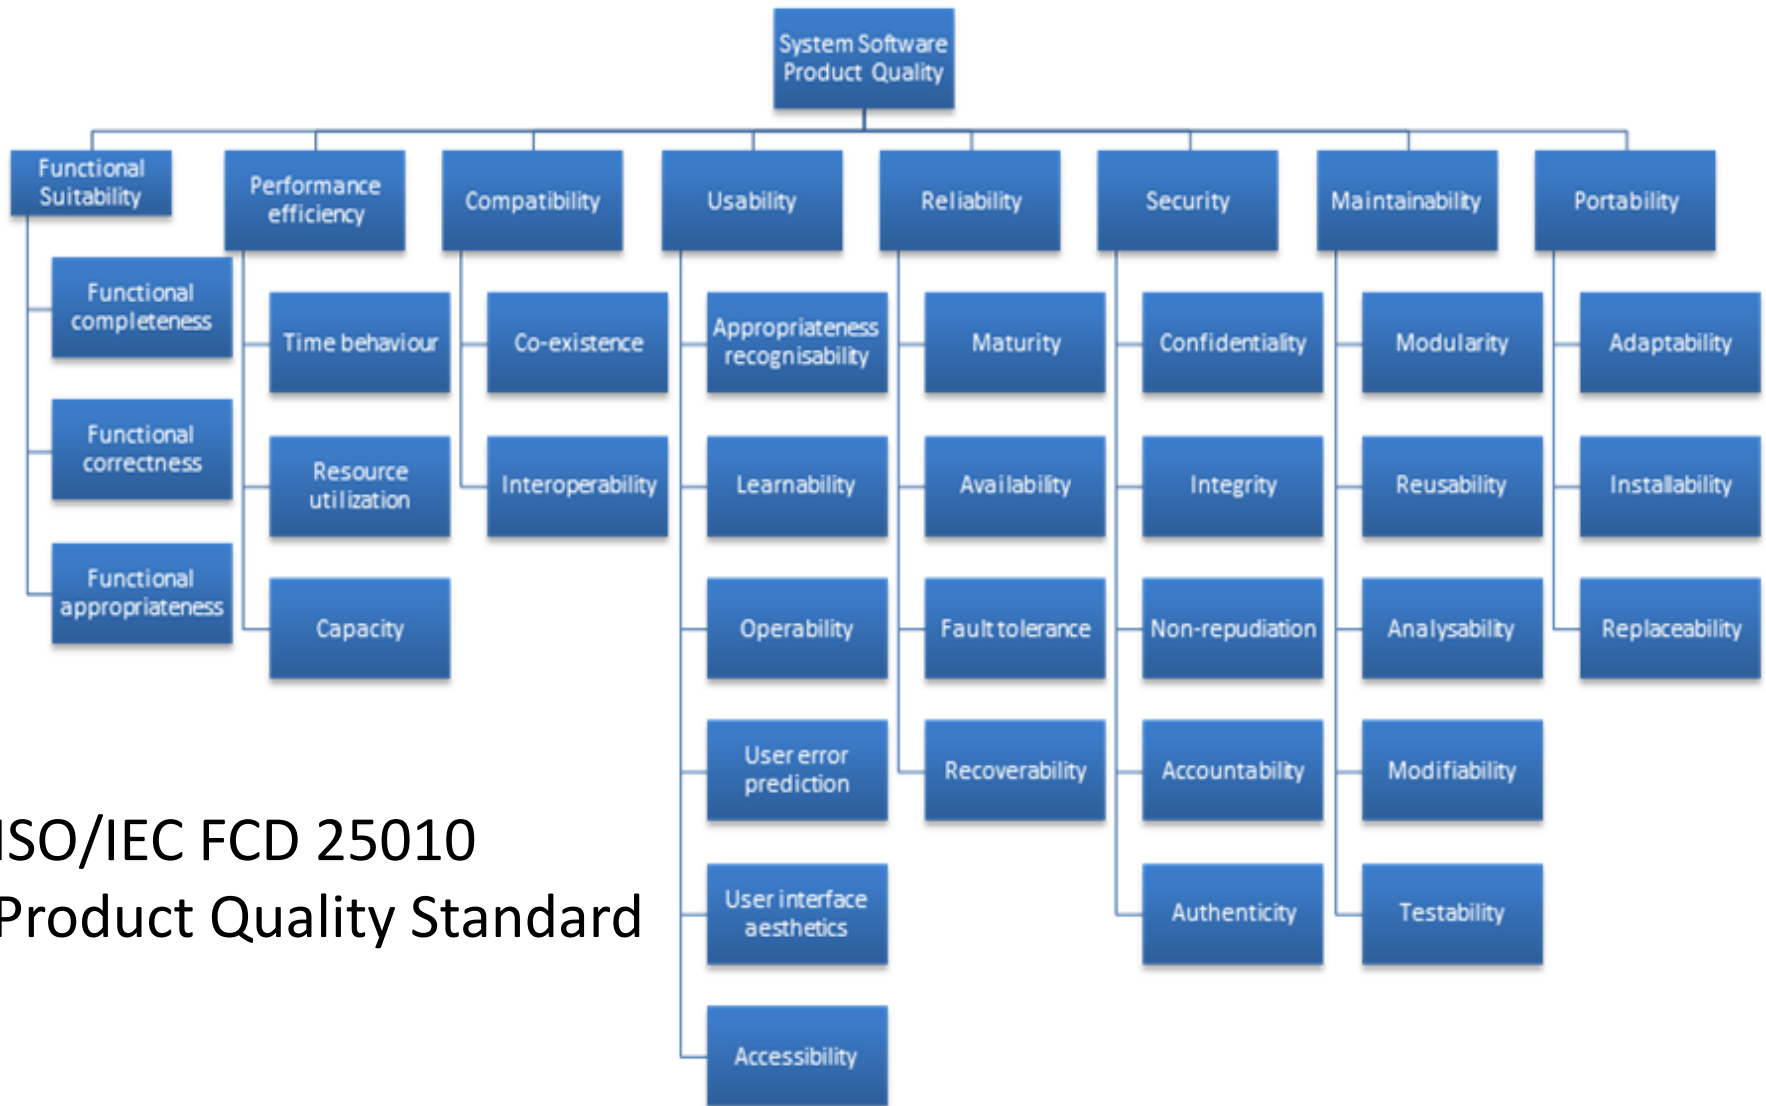 System Software
Product Quality
Functional
Suitability
Performance
efficiency
Compatibility
Usability
Reliability
Security
Maintainability
Portability
Functional
completeness
Functional
correctness
Functional
appropriateness
Time behaviour
Resource
utilization
Capacity
Co-existence
Interoperability
Appropriateness
recognisability
Learnability
Operability
User error
prediction
User interface
aesthetics
Accessibility
Maturity
Availability
Fault tolerance
Recoverability
Confidentiality
Integrity
Non-repudiation
Accountability
Authenticity
Modularity
Reusability
Analysability
Modifiability
Testability
Adaptability
Installability
Replaceability
ISO/IEC FCD 25010
Product Quality Standard